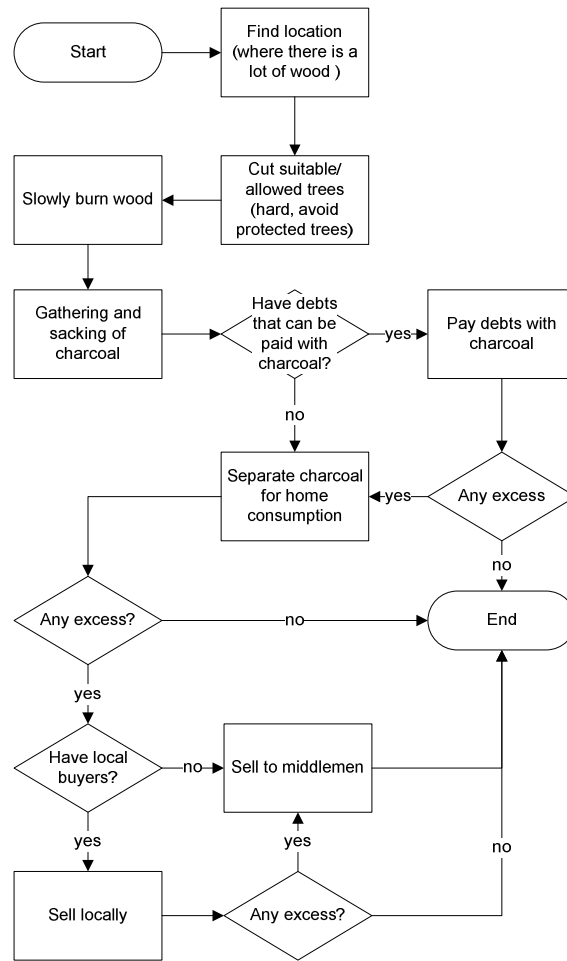 Start
Find location
(where there is a
lot of wood )
Cut suitable/
allowed trees
(hard, avoid
protected trees)
Slowly burn wood
Gathering and
sacking of
charcoal
Have debts
that can be
paid with
charcoal?
yes
Pay debts with
charcoal
no
Separate charcoal
for home
consumption
yes
Any excess
no
Any excess?
no
End
yes
Have local
buyers?
no
Sell to middlemen
yes
yes
no
Sell locally
Any excess?